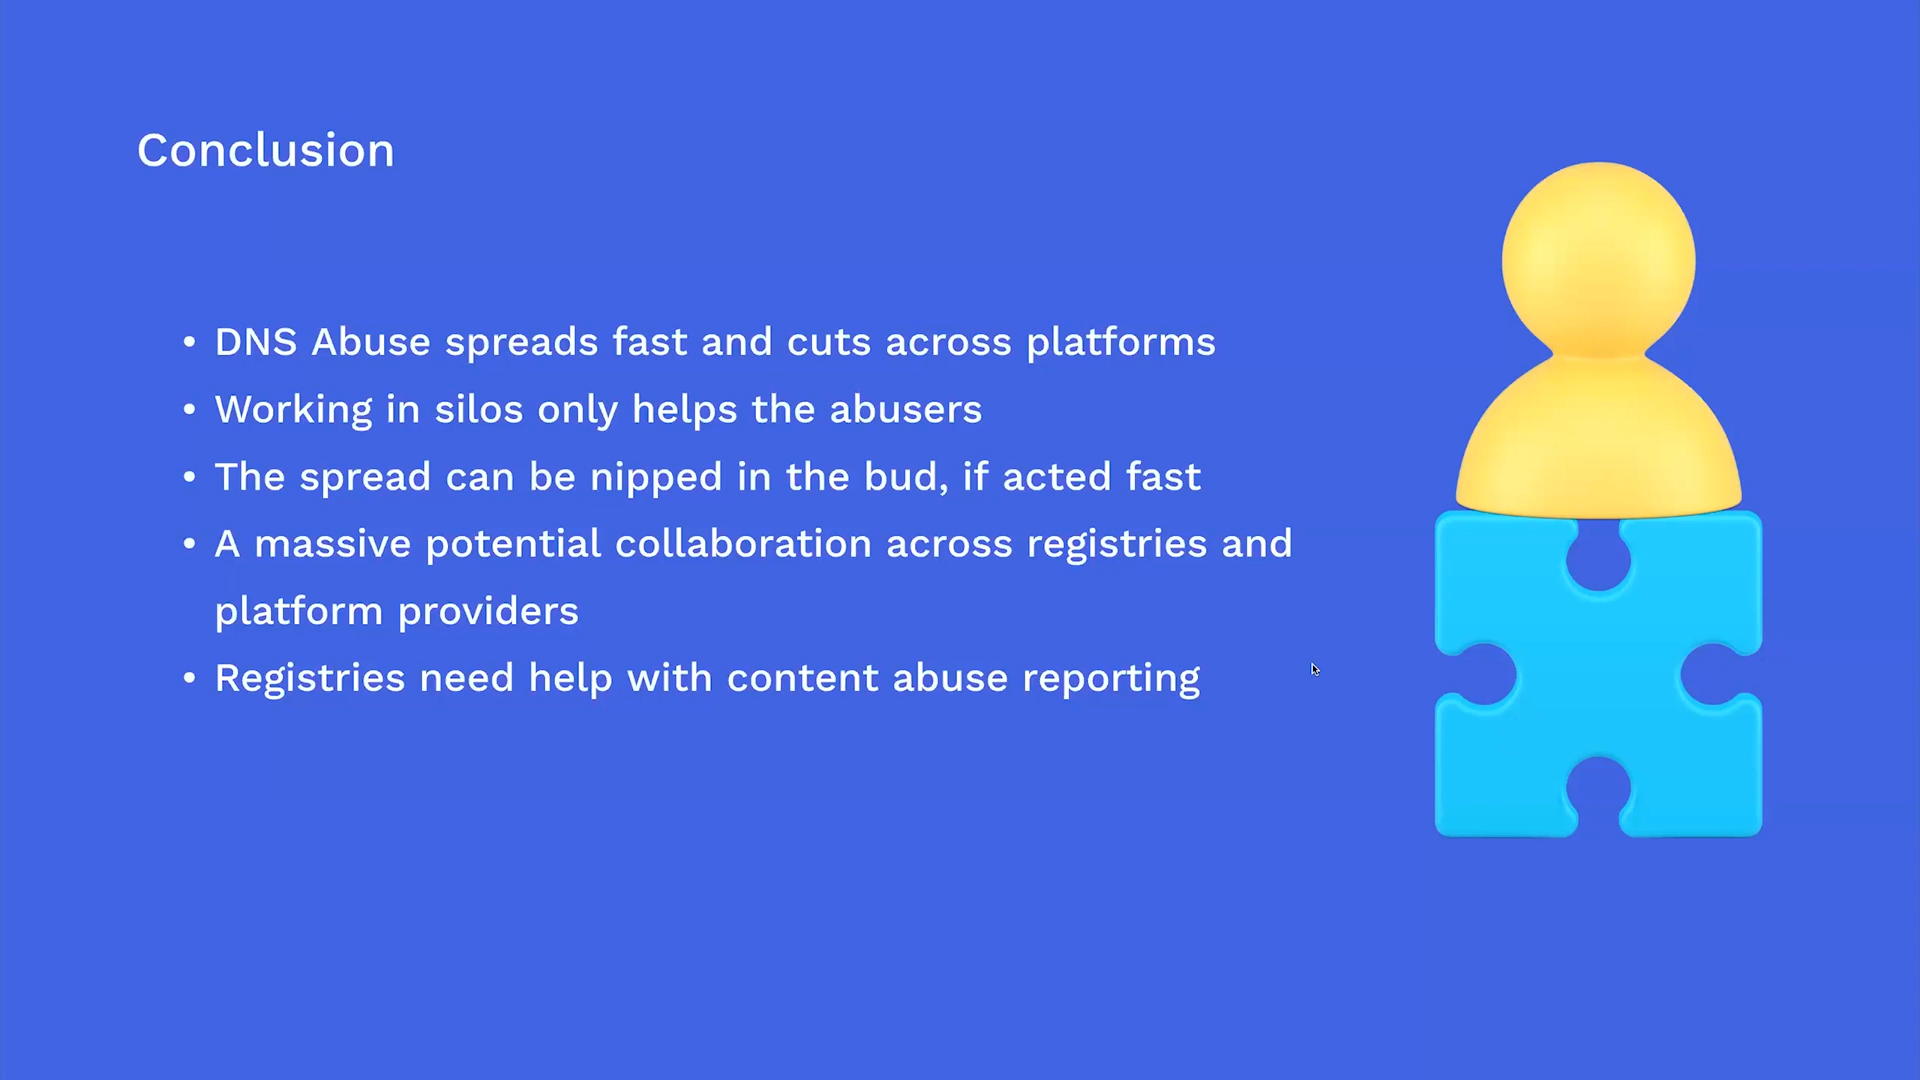 Conclusion
• DNS Abuse spreads fast and cuts across platforms
• Working in silos only helps the abusers
• The spread can be nipped in the bud, if acted fast
• A massive potential collaboration across registries and
platform providers
• Registries need help with content abuse reporting